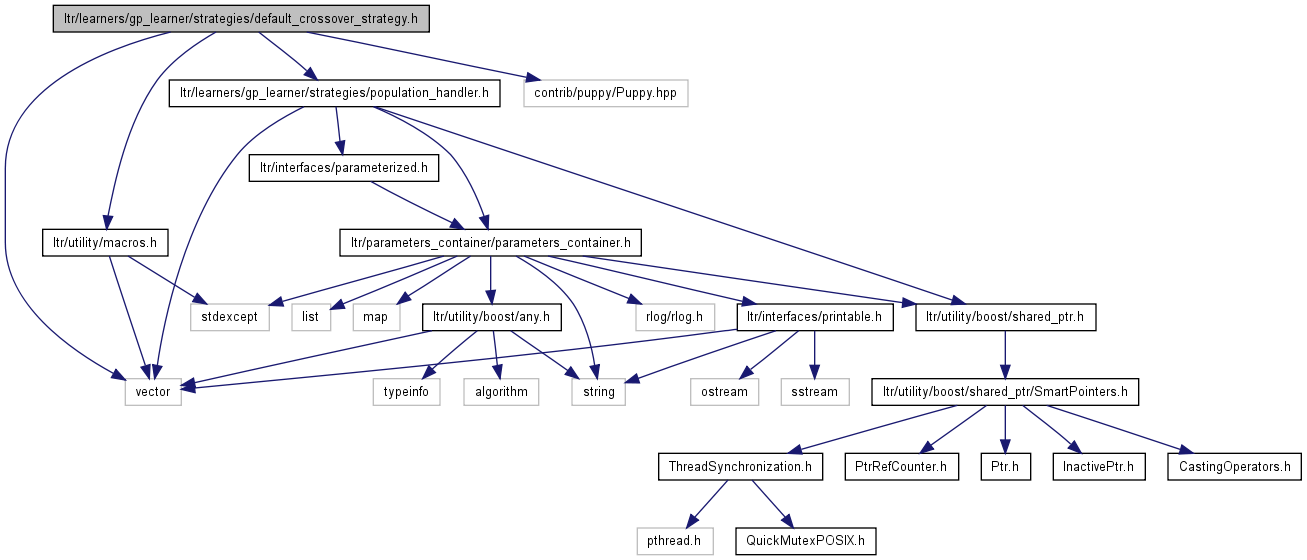 ltr/learners/gp_learner/strategies/default_crossover_strategy.h
ltr/learners/gp_learner/strategies/population_handler.h
contrib/puppy/Puppy.hpp
ltr/interfaces/parameterized.h
ltr/utility/macros.h
ltr/parameters_container/parameters_container.h
stdexcept
list
map
ltr/utility/boost/any.h
rlog/rlog.h
ltr/interfaces/printable.h
ltr/utility/boost/shared_ptr.h
vector
typeinfo
algorithm
string
ostream
sstream
ltr/utility/boost/shared_ptr/SmartPointers.h
ThreadSynchronization.h
PtrRefCounter.h
Ptr.h
InactivePtr.h
CastingOperators.h
pthread.h
QuickMutexPOSIX.h